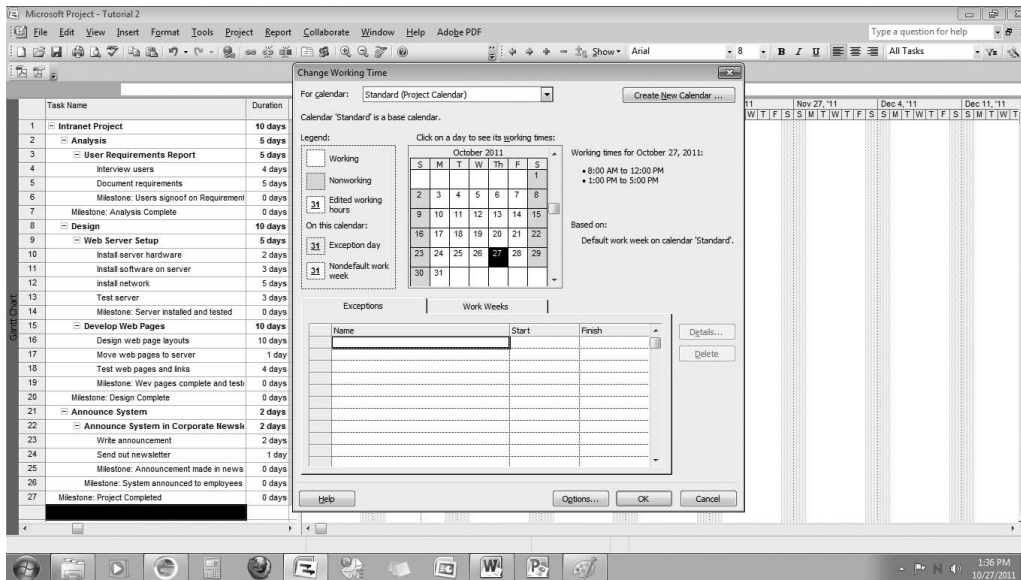 Microsoft Project - Tutorial 2
File Edit View Insert Format Tools Project Report Collaborate Window Help Adobe PDF
Type a question for help
Show Arial 8 B I U All Tasks
Change Working Time
For calendar: Standard (Project Calendar)
Create New Calendar ...
Calendar 'Standard' is a base calendar.
Legend:
Working
Nonworking
31 Edited working hours
On this calendar:
31 Exception day
31 Nondefault work week
Click on a day to see its working times:
October 2011
S M T W Th F S
1
2 3 4 5 6 7 8
9 10 11 12 13 14 15
16 17 18 19 20 21 22
23 24 25 26 27 28 29
30 31
Working times for October 27, 2011:
• 8:00 AM to 12:00 PM
• 1:00 PM to 5:00 PM
Based on:
Default work week on calendar 'Standard'.
Exceptions Work Weeks
Name Start Finish
Details...
Delete
Help Options... OK Cancel
Task Name Duration
1 Intranet Project 10 days
2 Analysis 5 days
3 User Requirements Report 5 days
4 Interview users 4 days
5 Document requirements 5 days
6 Milestone: Users signoof on Requirement 0 days
7 Milestone: Analysis Complete 0 days
8 Design 10 days
9 Web Server Setup 5 days
10 Install server hardware 2 days
11 Install software on server 3 days
12 install network 5 days
13 Test server 3 days
14 Milestone: Server installed and tested 0 days
15 Develop Web Pages 10 days
16 Design web page layouts 10 days
17 Move web pages to server 1 day
18 Test web pages and links 4 days
19 Milestone: Wev pages complete and test 0 days
20 Milestone: Design Complete 0 days
21 Announce System 2 days
22 Announce System in Corporate Newsl 2 days
23 Write announcement 2 days
24 Send out newsletter 1 day
25 Milestone: Announcement made in news 0 days
26 Milestone: System announced to employees 0 days
27 Milestone: Project Completed 0 days
Gantt Chart
11 Nov 27, '11 Dec 4, '11 Dec 11, '11
W T F S S M T W T F S S M T W T F S S M T W T
1:36 PM
10/27/2011